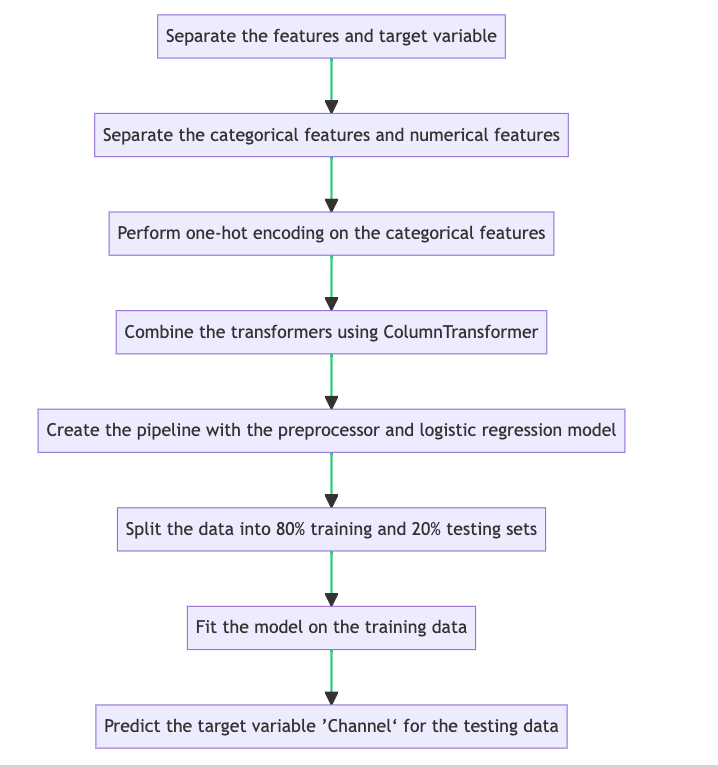 Separate the features and target variable
Separate the categorical features and numerical features
Perform one-hot encoding on the categorical features
Combine the transformers using ColumnTransformer
Create the pipeline with the preprocessor and logistic regression model
Split the data into 80% training and 20% testing sets
Fit the model on the training data
Predict the target variable ’Channel‘ for the testing data